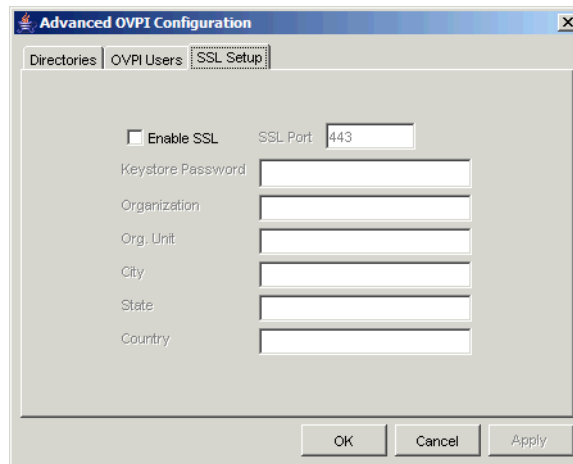 Advanced OVPI Configuration
Directories OVPI Users SSL Setup
Enable SSL SSL Port 443
Keystore Password
Organization
Org. Unit
City
State
Country
OK Cancel Apply